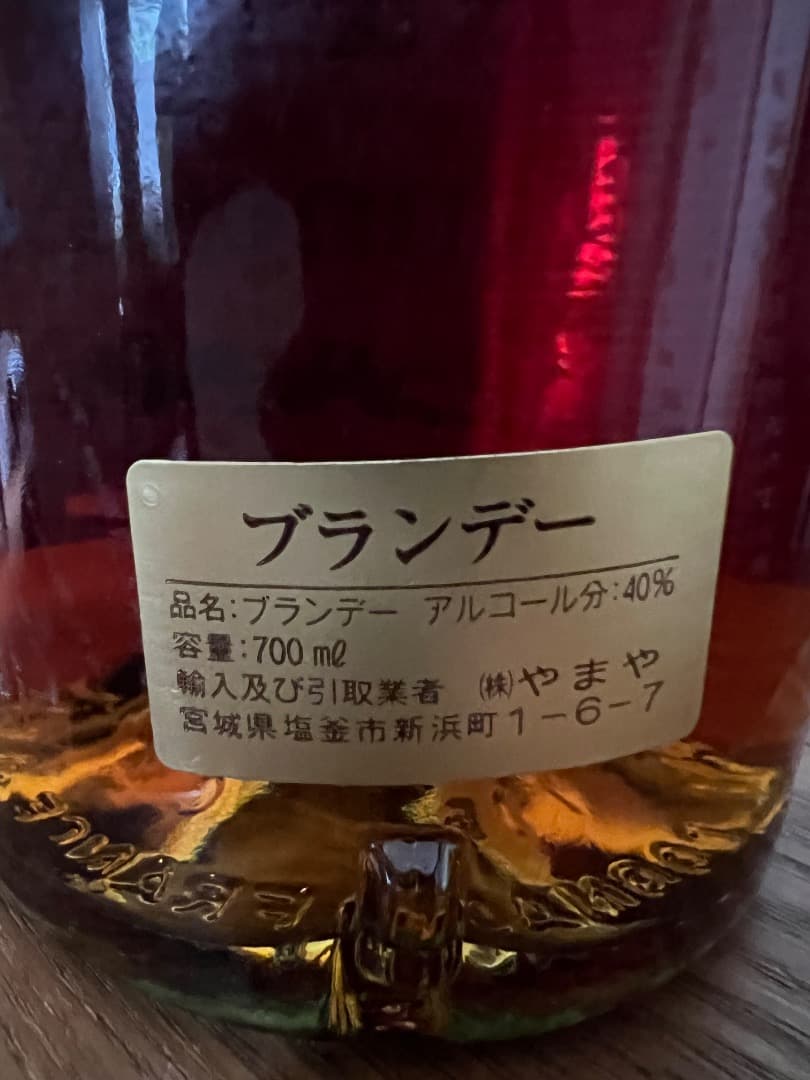 ブランデー
品名:ブランデー アルコール分:40%
容量:700㎖
輸入及び引取業者 ㈱やまや
宮城県塩釜市新浜町1-6-7